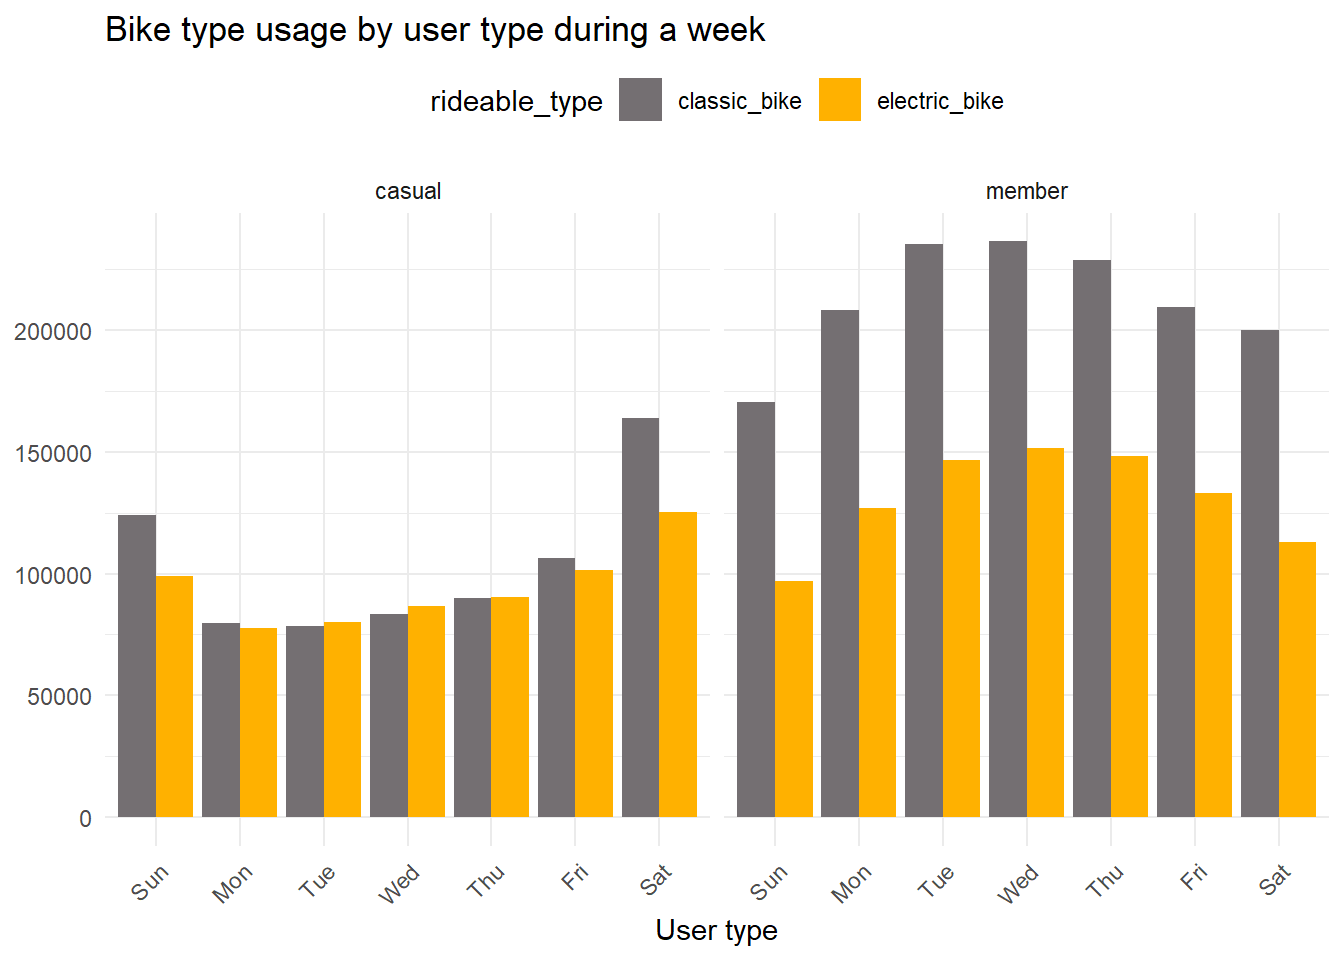 Bike type usage by user type during a week
rideable_type classic_bike electric_bike
casual member
200000
150000
100000
50000
0
Sun Mon Tue Wed Thu Fri Sat Sun Mon Tue Wed Thu Fri Sat
User type